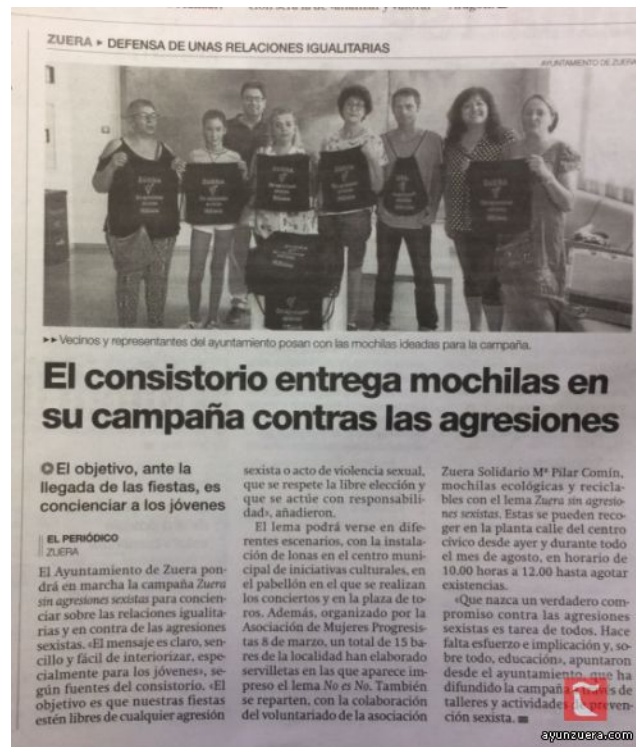 ZUERA ▸ DEFENSA DE UNAS RELACIONES IGUALITARIAS
AYUNTAMIENTO DE ZUERA
▸▸ Vecinos y representantes del ayuntamiento posan con las mochilas ideadas para la campaña.
El consistorio entrega mochilas en
su campaña contras las agresiones
El objetivo, ante la
llegada de las fiestas, es
concienciar a los jóvenes
EL PERIÓDICO
ZUERA
El Ayuntamiento de Zuera pon-
drá en marcha la campaña Zuera
sin agresiones sexistas para concien-
ciar sobre las relaciones igualita-
rias y en contra de las agresiones
sexistas. «El mensaje es claro, sen-
cillo y fácil de interiorizar, espe-
cialmente para los jóvenes», se-
gún fuentes del consistorio. «El
objetivo es que nuestras fiestas
estén libres de cualquier agresión
sexista o acto de violencia sexual,
que se respete la libre elección y
que se actúe con responsabili-
dad», añadieron.
El lema podrá verse en dife-
rentes escenarios, con la instala-
ción de lonas en el centro muni-
cipal de iniciativas culturales, en
el pabellón en el que se realizan
los conciertos y en la plaza de to-
ros. Además, organizado por la
Asociación de Mujeres Progresis-
tas 8 de marzo, un total de 15 ba-
res de la localidad han elaborado
servilletas en las que aparece im-
preso el lema No es No. También
se reparten, con la colaboración
del voluntariado de la asociación
Zuera Solidario Mª Pilar Comín,
mochilas ecológicas y recicla-
bles con el lema Zuera sin agresio-
nes sexistas. Estas se pueden reco-
ger en la planta calle del centro
cívico desde ayer y durante todo
el mes de agosto, en horario de
10.00 horas a 12.00 hasta agotar
existencias.
«Que nazca un verdadero com-
promiso contra las agresiones
sexistas es tarea de todos. Hace
falta esfuerzo e implicación y, so-
bre todo, educación», apuntaron
desde el ayuntamiento, que ha
difundido la campaña a través de
talleres y actividades de preven-
ción sexista.
ayunzuera.com